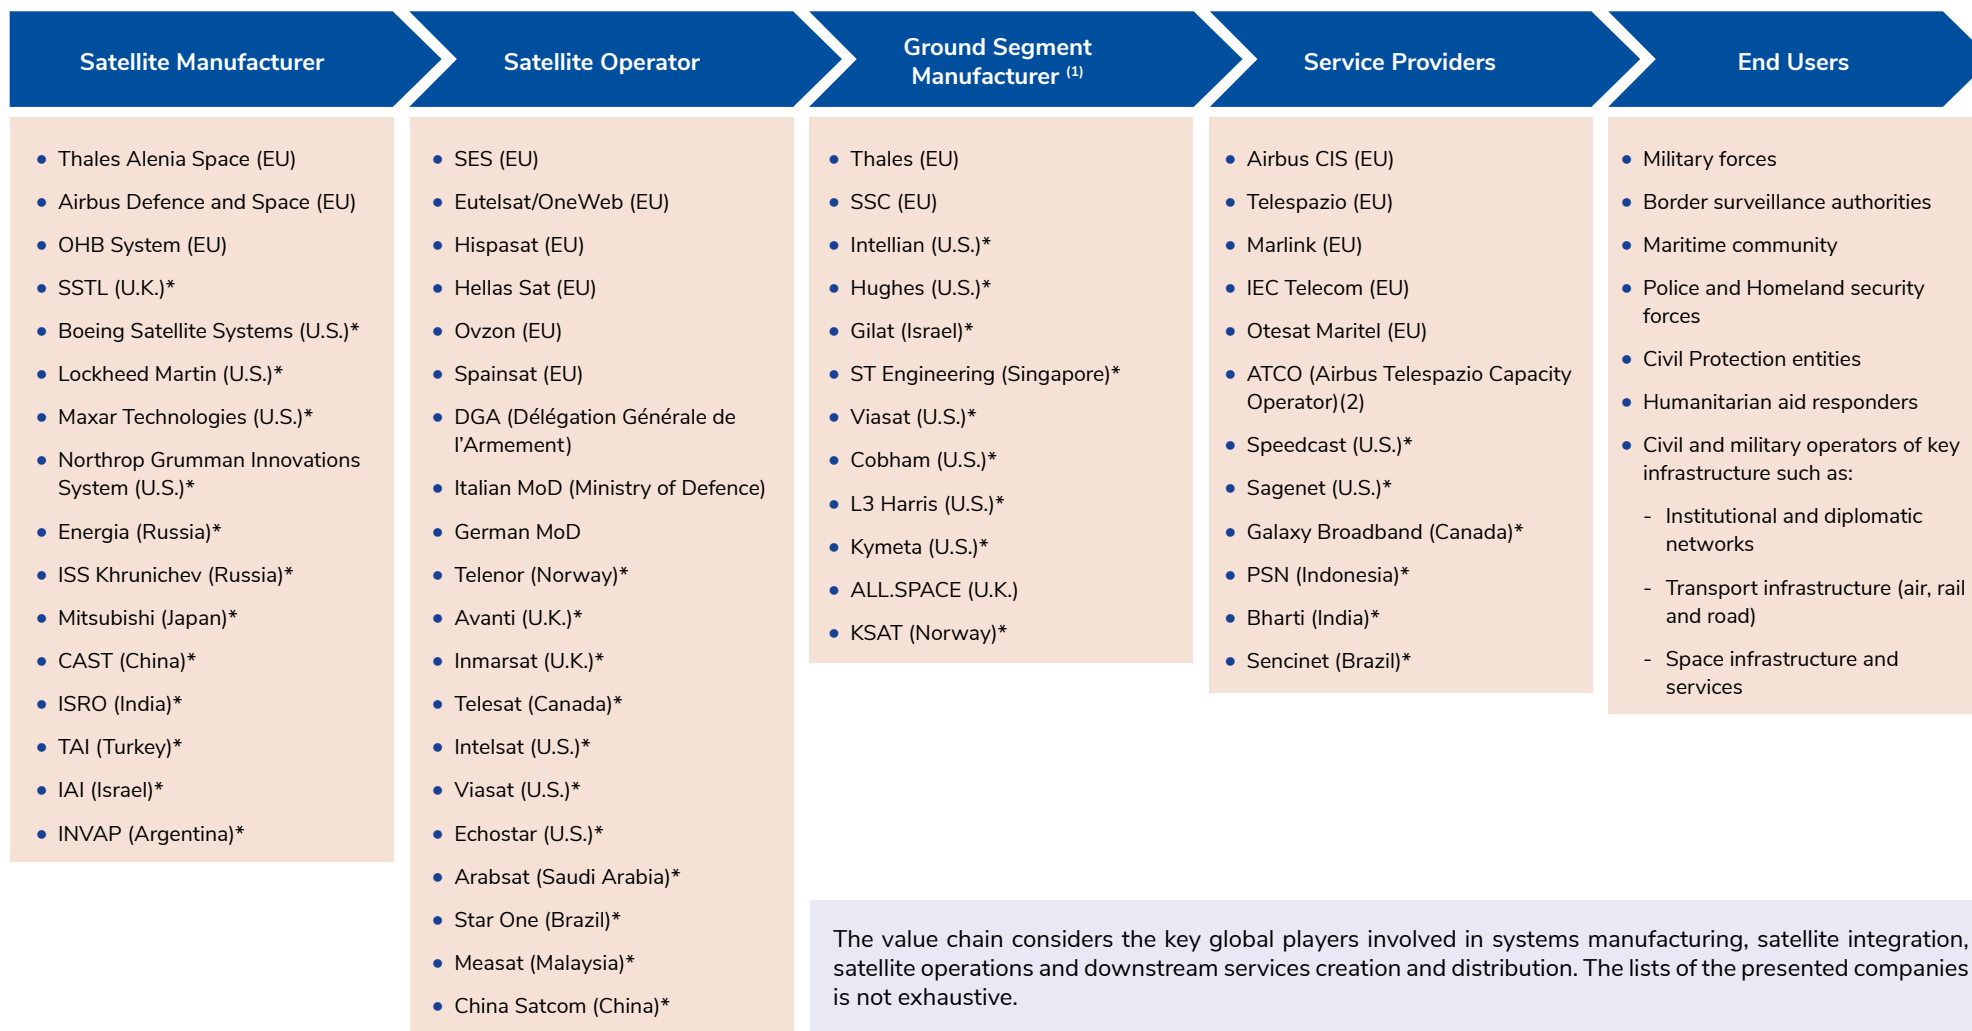 Satellite Manufacturer
Satellite Operator
Ground Segment
Manufacturer (1)
Service Providers
End Users
• Thales Alenia Space (EU)
• Airbus Defence and Space (EU)
• OHB System (EU)
• SSTL (U.K.)*
• Boeing Satellite Systems (U.S.)*
• Lockheed Martin (U.S.)*
• Maxar Technologies (U.S.)*
• Northrop Grumman Innovations
System (U.S.)*
• Energia (Russia)*
• ISS Khrunichev (Russia)*
• Mitsubishi (Japan)*
• CAST (China)*
• ISRO (India)*
• TAI (Turkey)*
• IAI (Israel)*
• INVAP (Argentina)*
• SES (EU)
• Eutelsat/OneWeb (EU)
• Hispasat (EU)
• Hellas Sat (EU)
• Ovzon (EU)
• Spainsat (EU)
• DGA (Délégation Générale de
l'Armement)
• Italian MoD (Ministry of Defence)
• German MoD
• Telenor (Norway)*
• Avanti (U.K.)*
• Inmarsat (U.K.)*
• Telesat (Canada)*
• Intelsat (U.S.)*
• Viasat (U.S.)*
• Echostar (U.S.)*
• Arabsat (Saudi Arabia)*
• Star One (Brazil)*
• Measat (Malaysia)*
• China Satcom (China)*
• Thales (EU)
• SSC (EU)
• Intellian (U.S.)*
• Hughes (U.S.)*
• Gilat (Israel)*
• ST Engineering (Singapore)*
• Viasat (U.S.)*
• Cobham (U.S.)*
• L3 Harris (U.S.)*
• Kymeta (U.S.)*
• ALL.SPACE (U.K.)
• KSAT (Norway)*
• Airbus CIS (EU)
• Telespazio (EU)
• Marlink (EU)
• IEC Telecom (EU)
• Otesat Maritel (EU)
• ATCO (Airbus Telespazio Capacity
Operator)(2)
• Speedcast (U.S.)*
• Sagenet (U.S.)*
• Galaxy Broadband (Canada)*
• PSN (Indonesia)*
• Bharti (India)*
• Sencinet (Brazil)*
• Military forces
• Border surveillance authorities
• Maritime community
• Police and Homeland security
forces
• Civil Protection entities
• Humanitarian aid responders
• Civil and military operators of key
infrastructure such as:
- Institutional and diplomatic
networks
- Transport infrastructure (air, rail
and road)
- Space infrastructure and
services
The value chain considers the key global players involved in systems manufacturing, satellite integration,
satellite operations and downstream services creation and distribution. The lists of the presented companies
is not exhaustive.